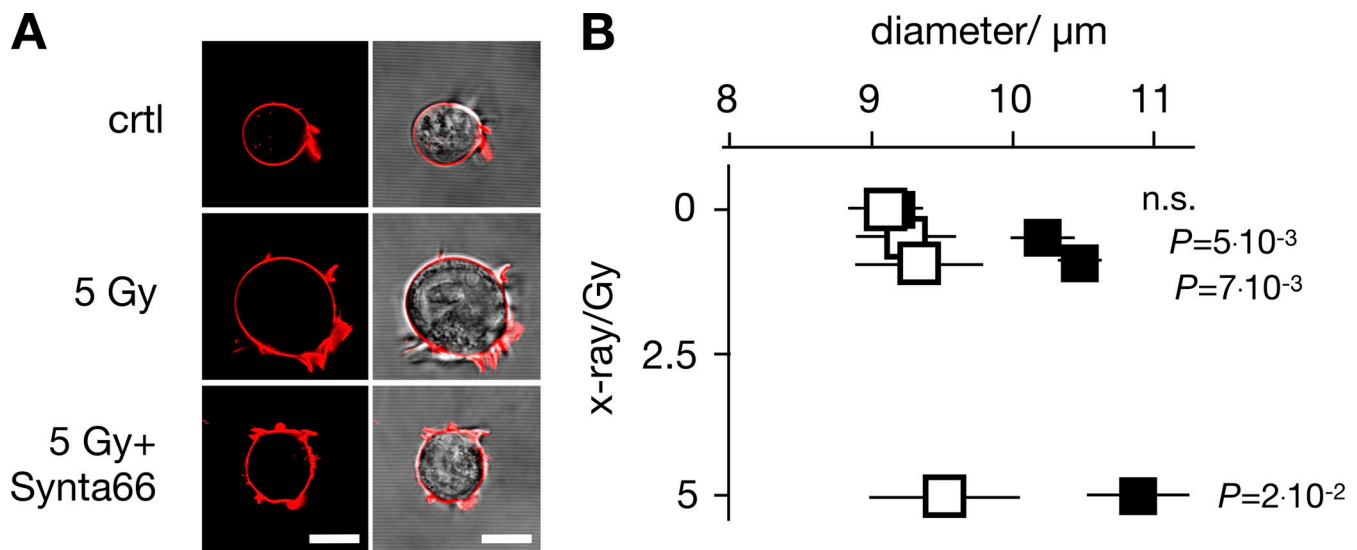 A
crtl
5 Gy
5 Gy+
Synta66
B
diameter/ µm
8 9 10 11
x-ray/Gy
0
2.5
5
n.s.
P=5·10⁻³
P=7·10⁻³
P=2·10⁻²